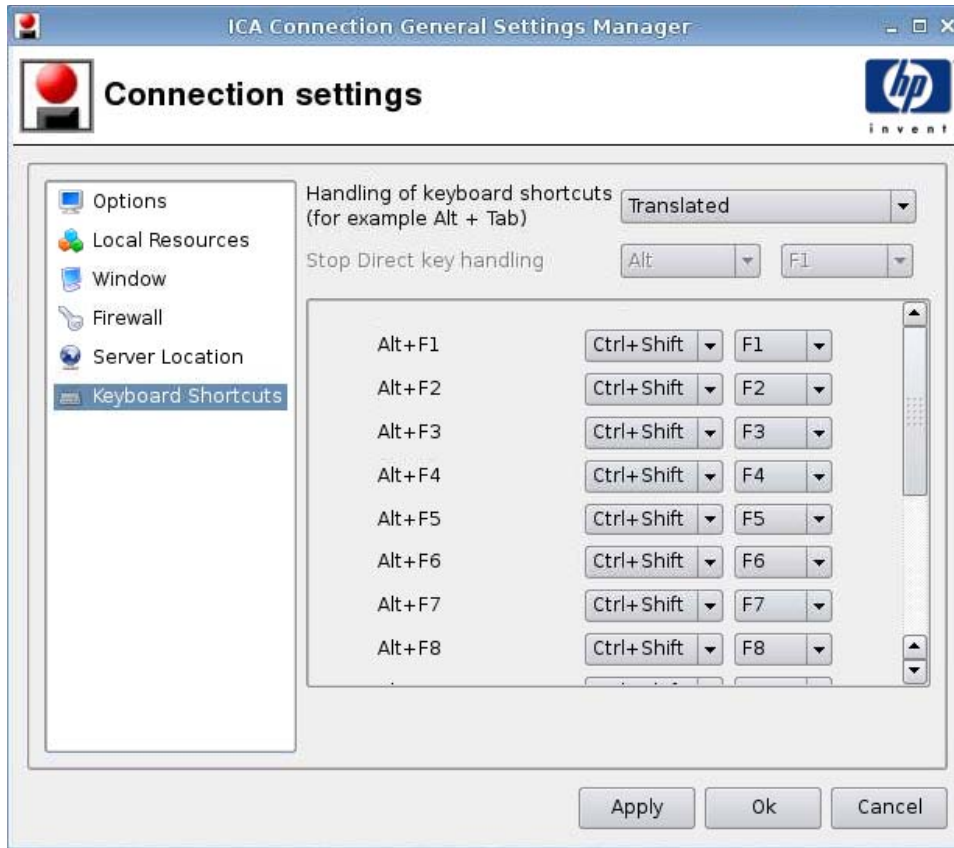 ICA Connection General Settings Manager
Connection settings
hp
invent
Options
Local Resources
Window
Firewall
Server Location
Keyboard Shortcuts
Handling of keyboard shortcuts
(for example Alt + Tab)
Translated
Stop Direct key handling Alt F1
Alt+F1 Ctrl+Shift F1
Alt+F2 Ctrl+Shift F2
Alt+F3 Ctrl+Shift F3
Alt+F4 Ctrl+Shift F4
Alt+F5 Ctrl+Shift F5
Alt+F6 Ctrl+Shift F6
Alt+F7 Ctrl+Shift F7
Alt+F8 Ctrl+Shift F8
Apply Ok Cancel